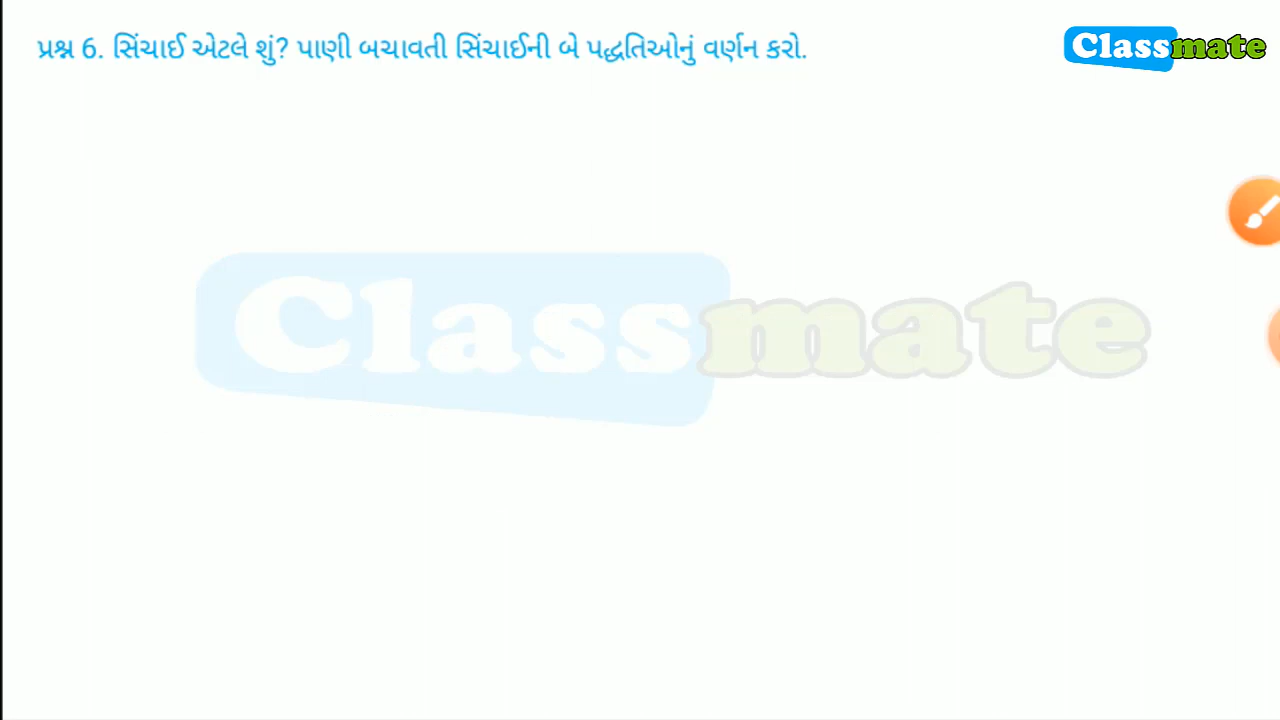 પ્રશ્ન 6. સિંચાઈ એટલે શું? પાણી બચાવતી સિંચાઈની બે પદ્ધતિઓનું વર્ણન કરો.
Classmate
Classmate